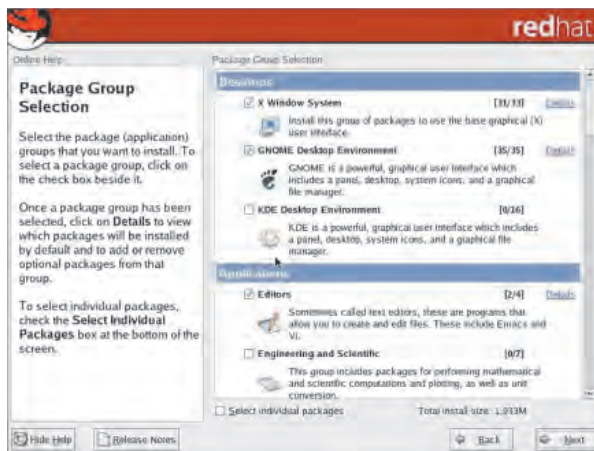 redhat
Online Help
Package Group Selection
Package Group
Selection
Select the package (application)
groups that you want to install. To
select a package group, click on
the check box beside it.
Once a package group has been
selected, click on Details to view
which packages will be installed
by default and to add or remove
optional packages from that
group.
To select individual packages,
check the Select Individual
Packages box at the bottom of the
screen.
Desktops
X Window System [31/33] Details
Install this group of packages to use the base graphical (X)
user interface.
GNOME Desktop Environment [35/35] Details
GNOME is a powerful, graphical user interface which
includes a panel, desktop, system icons, and a graphical
file manager.
KDE Desktop Environment [0/16]
KDE is a powerful, graphical user interface which includes
a panel, desktop, system icons, and a graphical file
manager.
Applications
Editors [2/4] Details
Sometimes called text editors, these are programs that
allow you to create and edit files. These include Emacs and
Vi.
Engineering and Scientific [0/7]
This group includes packages for performing mathematical
and scientific computations and plotting, as well as unit
conversion.
Select individual packages Total install size: 1,933M
Hide Help Release Notes Back Next